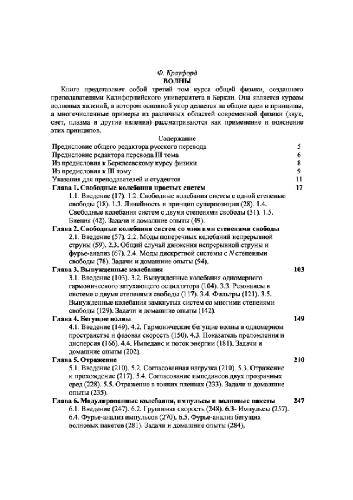 Ф. Крауфорд
ВОЛНЫ
Книга представляет собой третий том курса общей физики, созданного
преподавателями Калифорнийского университета в Беркли. Она является курсом
волновых явлений, в котором основной упор делается на общие идеи и принципы,
а многочисленные примеры из различных областей современной физики (звук,
свет, плазма и другие явления) рассматриваются как применение и пояснение
этих принципов.
Содержание
Предисловие общего редактора русского перевода 5
Предисловие редактора перевода III тома 6
Из предисловия к Берклеевскому курсу физики 8
Из предисловия к III тому 9
Указания для преподавателей и студентов 11
Глава 1. Свободные колебания простых систем 17
1.1. Введение (17). 1.2. Свободные колебания систем с одной степенью
свободы (18). 1.3. Линейность и принцип суперпозиции (28). 1.4.
Свободные колебания систем с двумя степенями свободы (31). 1.5.
Биения (42). Задачи и домашние опыты (49).
Глава 2. Свободные колебания систем со многими степенями свободы
2.1. Введение (57). 2.2. Моды поперечных колебаний непрерывной
струны (59). 2.3. Общий случай движения непрерывной струны и
фурье-анализ (67). 2.4. Моды дискретной системы с N степенями
свободы (76). Задачи и домашние опыты (94).
Глава 3. Вынужденные колебания 103
3.1. Введение (103). 3.2. Вынужденные колебания одномерного
гармонического затухающего осциллятора (104). 3.3. Резонансы в
системе с двумя степенями свободы (117). 3.4. Фильтры (121). 3.5.
Вынужденные колебания замкнутых систем со многими степенями
свободы (129). Задачи и домашние опыты (142).
Глава 4. Бегущие волны 149
4.1. Введение (149). 4.2. Гармонические бегущие волны в одномерном
пространстве и фазовая скорость (150). 4.3. Показатель преломления и
дисперсия (166). 4.4. Импеданс и поток энергии (181). Задачи и
домашние опыты (202).
Глава 5. Отражение 210
5.1. Введение (210). 5.2. Согласованная нагрузка (210). 5.3. Отражение
и прохождение (217). 5.4. Согласование импедансов двух прозрачных
сред (228). 5.5. Отражение в тонких пленках (233). Задачи и домашние
опыты (235).
Глава 6. Модулированные колебания, импульсы и волновые пакеты 247
6.1. Введение (247). 6.2. Групповая скорость (248). 6.3- Импульсы (257).
6.4. Фурье-анализ импульсов (270). 6.5. Фурье-анализ бегущих
волновых пакетов (281). Задачи и домашние опыты (284),